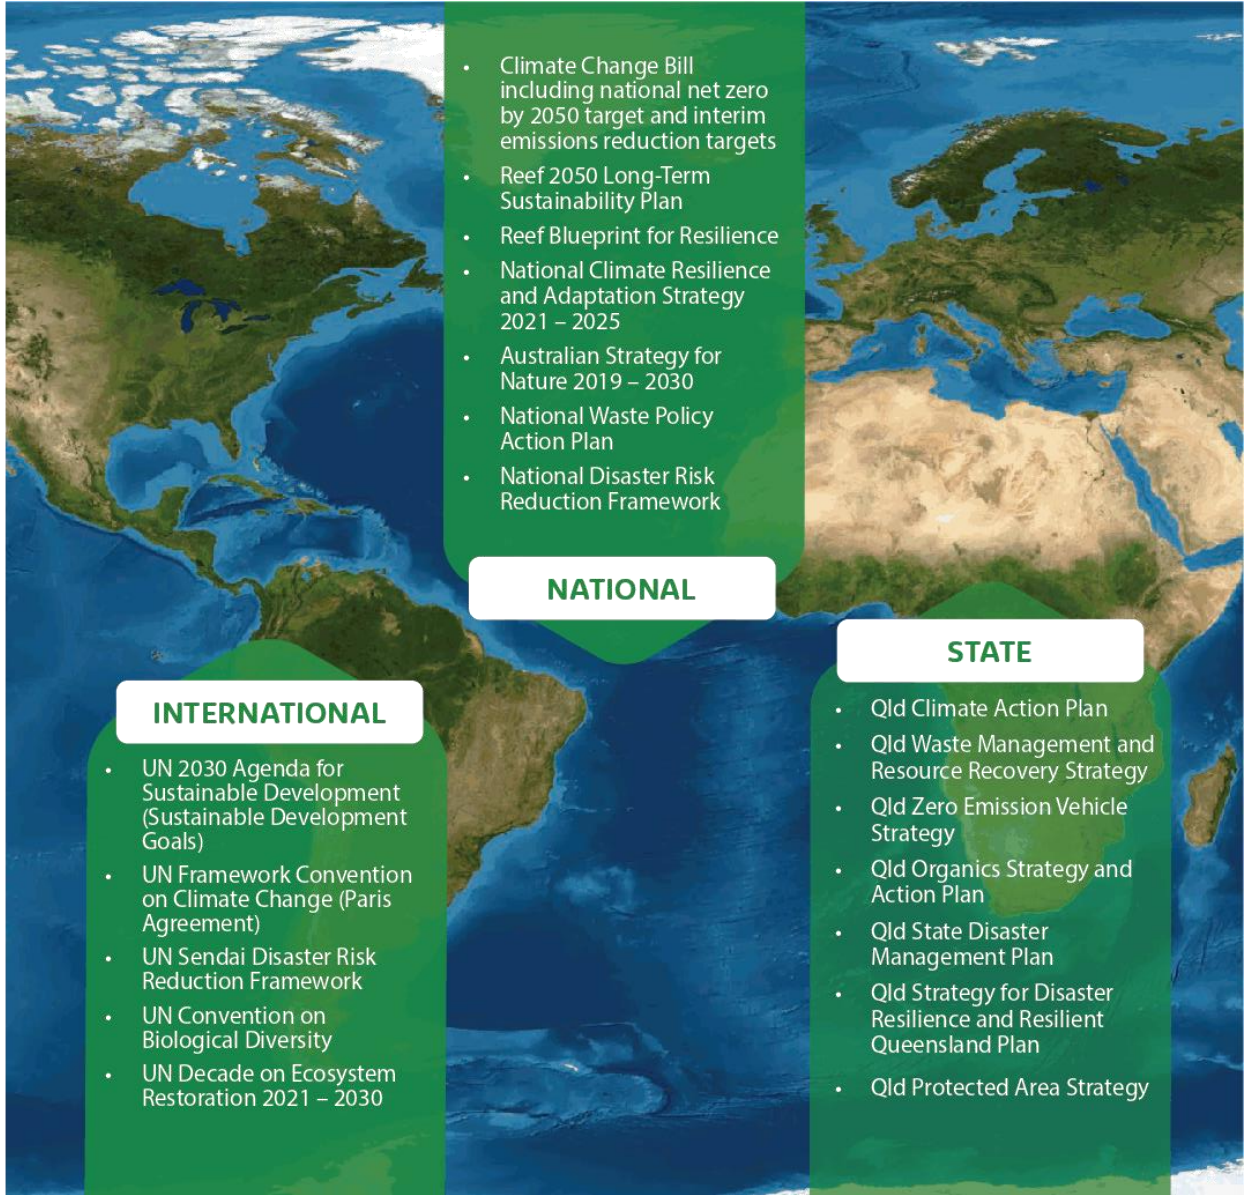 • Climate Change Bill
including national net zero
by 2050 target and interim
emissions reduction targets
• Reef 2050 Long-Term
Sustainability Plan
• Reef Blueprint for Resilience
• National Climate Resilience
and Adaptation Strategy
2021 – 2025
• Australian Strategy for
Nature 2019 – 2030
• National Waste Policy
Action Plan
• National Disaster Risk
Reduction Framework
NATIONAL
INTERNATIONAL
• UN 2030 Agenda for
Sustainable Development
(Sustainable Development
Goals)
• UN Framework Convention
on Climate Change (Paris
Agreement)
• UN Sendai Disaster Risk
Reduction Framework
• UN Convention on
Biological Diversity
• UN Decade on Ecosystem
Restoration 2021 – 2030
STATE
• Qld Climate Action Plan
• Qld Waste Management and
Resource Recovery Strategy
• Qld Zero Emission Vehicle
Strategy
• Qld Organics Strategy and
Action Plan
• Qld State Disaster
Management Plan
• Qld Strategy for Disaster
Resilience and Resilient
Queensland Plan
• Qld Protected Area Strategy